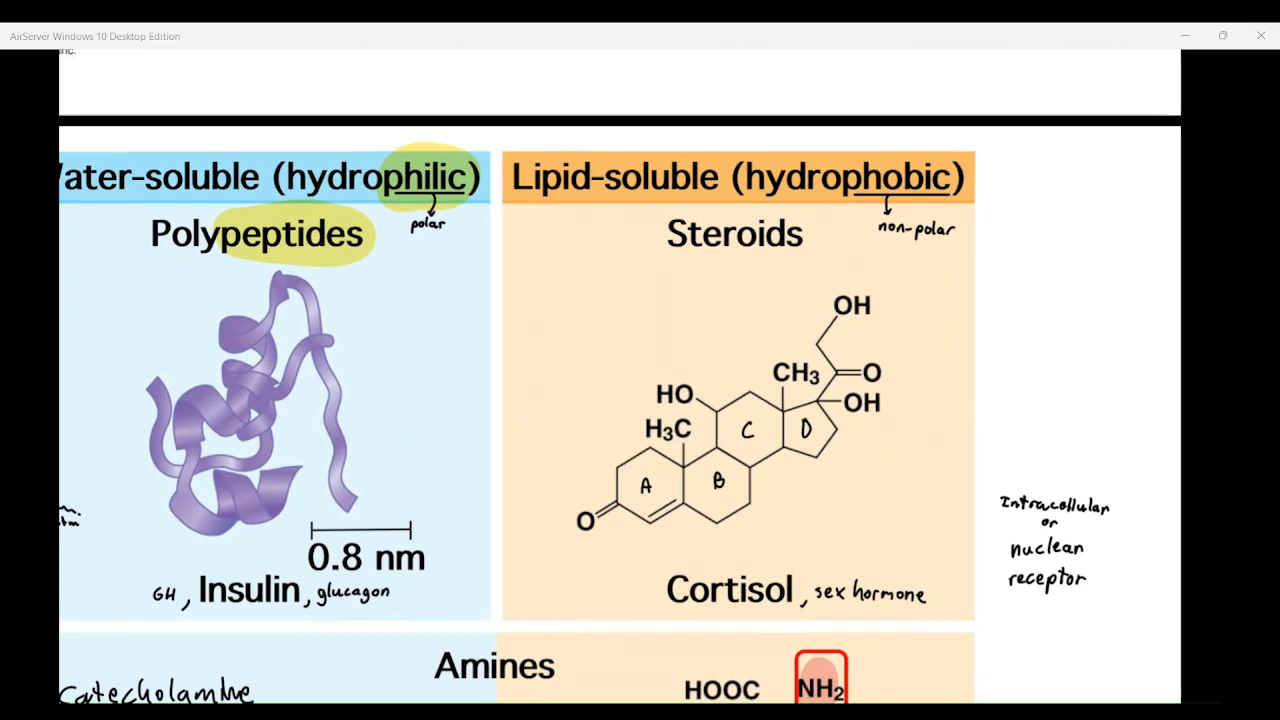 AirServer Windows 10 Desktop Edition
Inc.
ater-soluble (hydrophilic)
polar
Polypeptides
0.8 nm
GH, Insulin, glucagon
Lipid-soluble (hydrophobic)
non-polar
Steroids
OH
CH3
O
HO
OH
H3C
C
D
A
B
O
Cortisol, sex hormone
Intracellular
or
nuclear
receptor
Amines
Catecholamine
HOOC
NH2